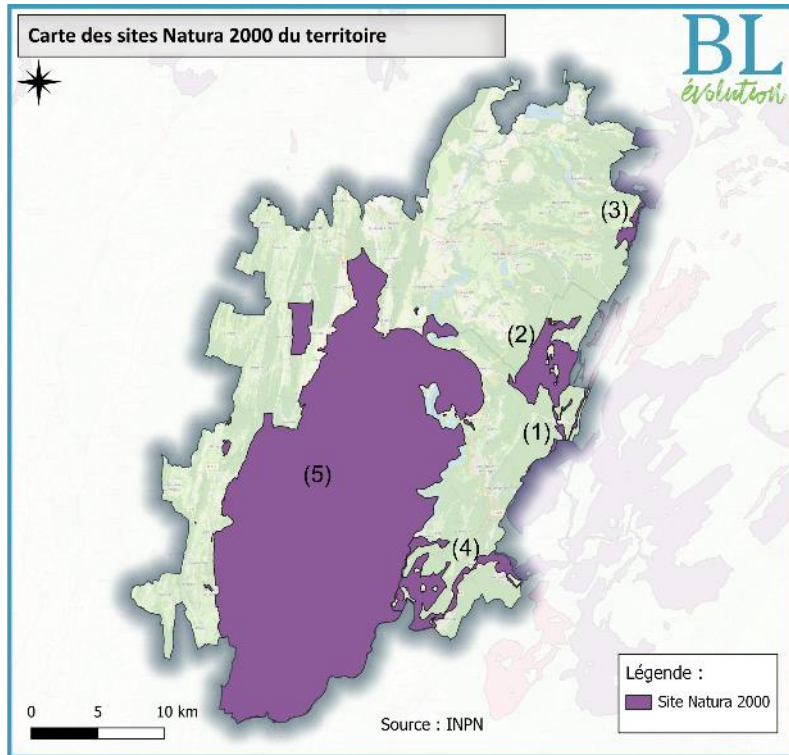 Carte des sites Natura 2000 du territoire
BL
évolution
(3)
(2)
(1)
(5)
(4)
Légende :
Site Natura 2000
0 5 10 km
Source : INPN